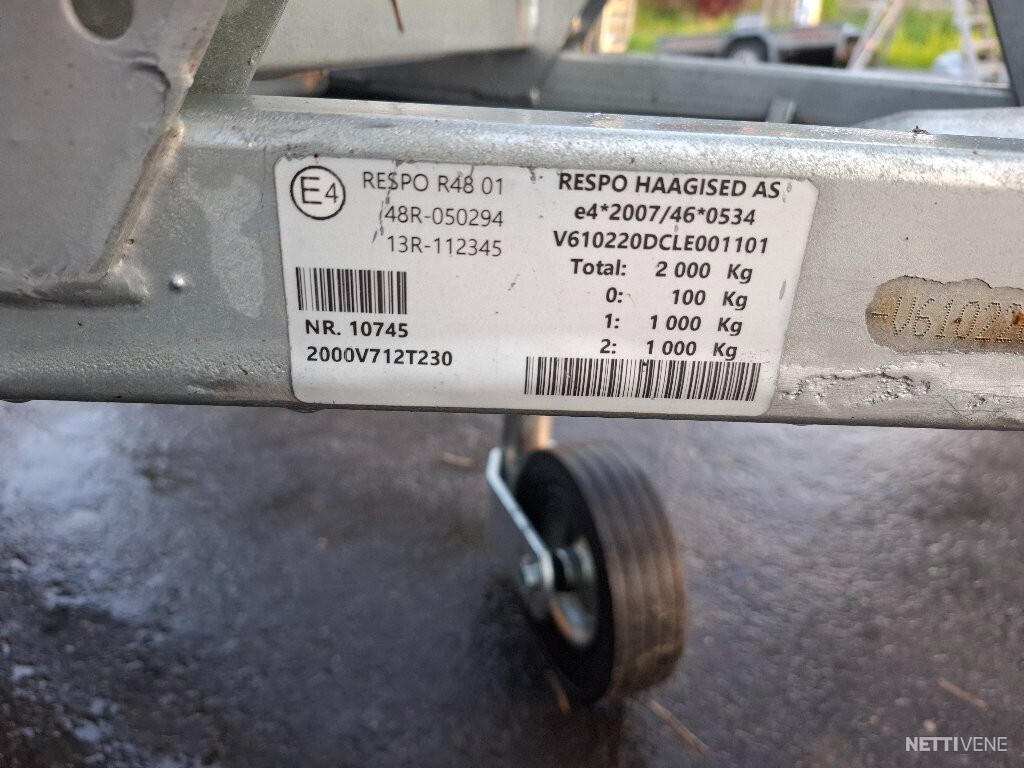 E4
RESPO R48 01
48R-050294
13R-112345
NR. 10745
2000V712T230
RESPO HAAGISED AS
e4*2007/46*0534
V610220DCLE001101
Total: 2 000 Kg
0: 100 Kg
1: 1 000 Kg
2: 1 000 Kg
V61022
NETTIVENE